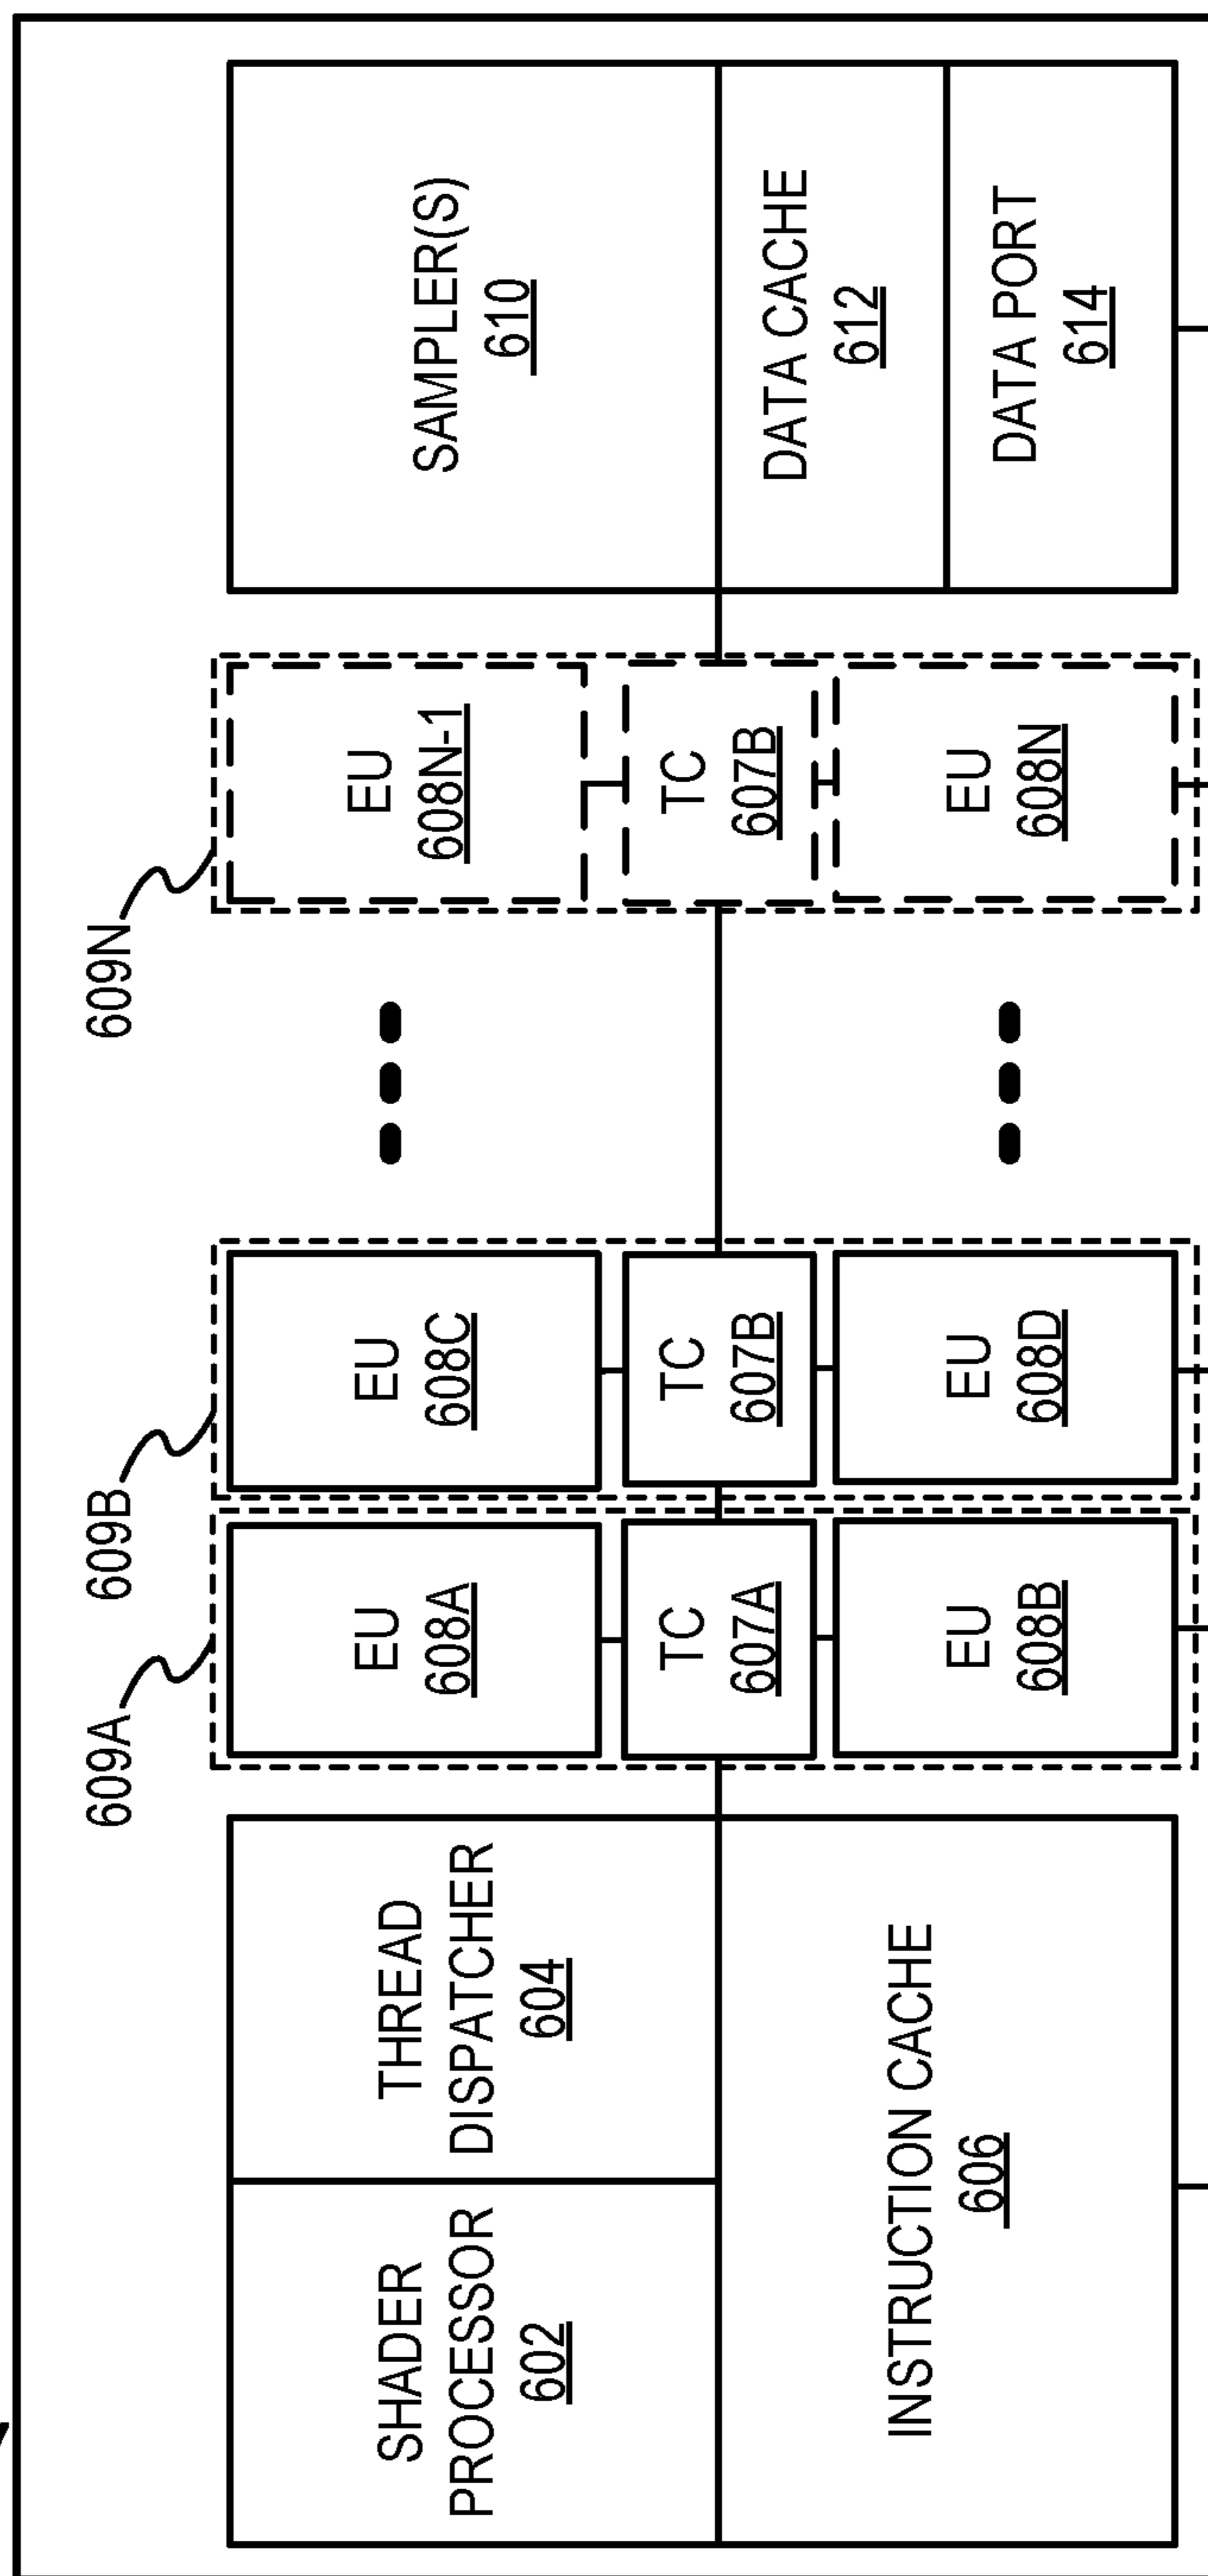 609A
609B
609N
SHADER
PROCESSOR
602
THREAD
DISPATCHER
604
INSTRUCTION CACHE
606
EU
608A
TC
607A
EU
608B
EU
608C
TC
607B
EU
608D
EU
608N-1
TC
607B
EU
608N
SAMPLER(S)
610
DATA CACHE
612
DATA PORT
614